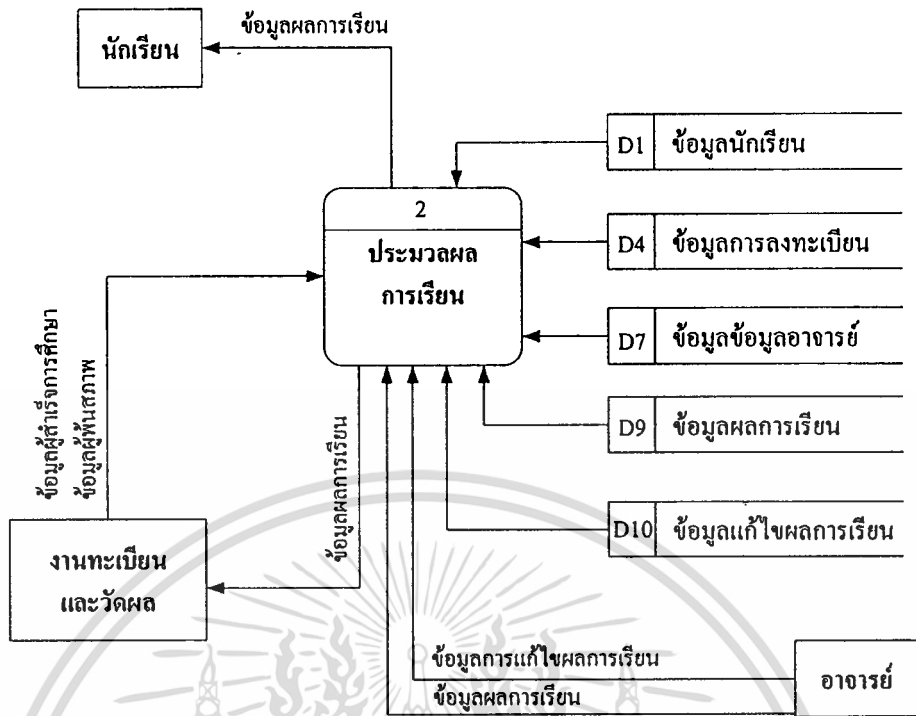 ข้อมูลผลการเรียน
นักเรียน
D1 ข้อมูลนักเรียน
2
ประมวลผล
การเรียน
D4 ข้อมูลการลงทะเบียน
D7 ข้อมูลข้อมูลอาจารย์
D9 ข้อมูลผลการเรียน
D10 ข้อมูลแก้ไขผลการเรียน
ข้อมูลผู้สำเร็จการศึกษา
ข้อมูลผู้พ้นสภาพ
ข้อมูลผลการเรียน
งานทะเบียน
และวัดผล
ข้อมูลการแก้ไขผลการเรียน
ข้อมูลผลการเรียน
อาจารย์